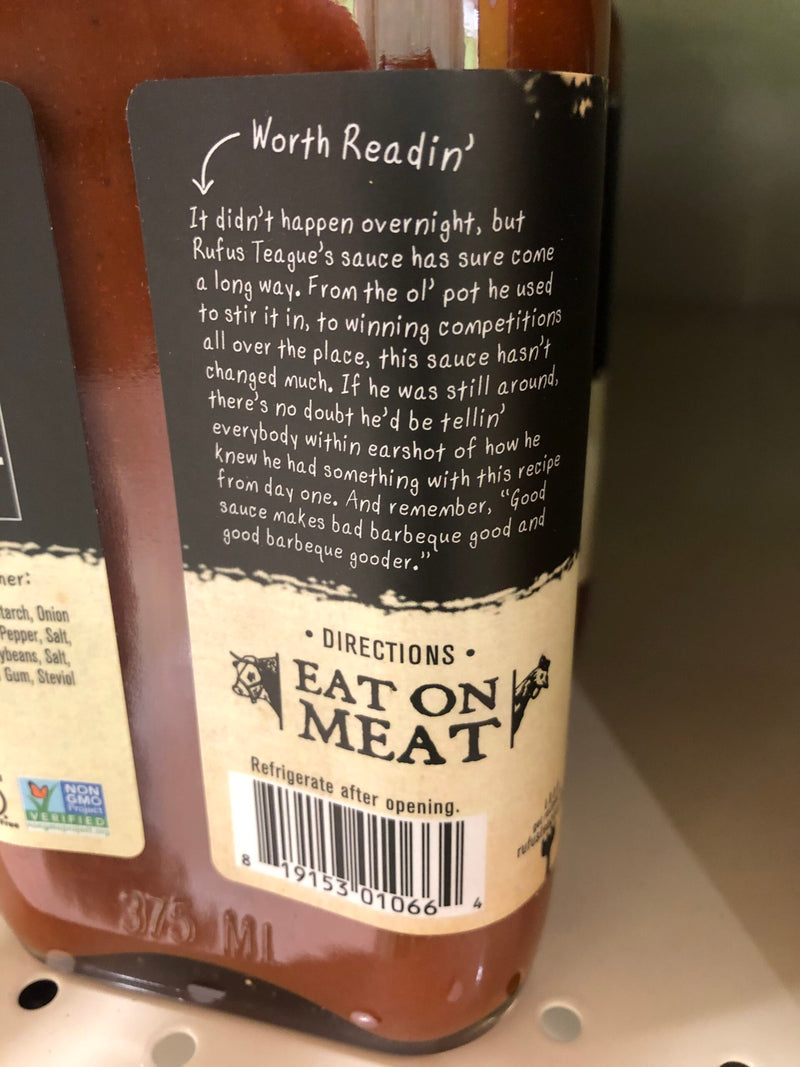 Worth Readin'
It didn't happen overnight, but
Rufus Teague's sauce has sure come
a long way. From the ol' pot he used
to stir it in, to winning competitions
all over the place, this sauce hasn't
changed much. If he was still around,
there's no doubt he'd be tellin'
everybody within earshot of how he
knew he had something with this recipe
from day one. And remember, "Good
sauce makes bad barbeque good and
good barbeque gooder."
• DIRECTIONS •
EAT ON
MEAT
Refrigerate after opening.
8 19153 01066 4
Onion
Pepper, Salt,
Salt,
Gum, Steviol
NON
GMO
Project
VERIFIED
nongmoproject.org
375 ML